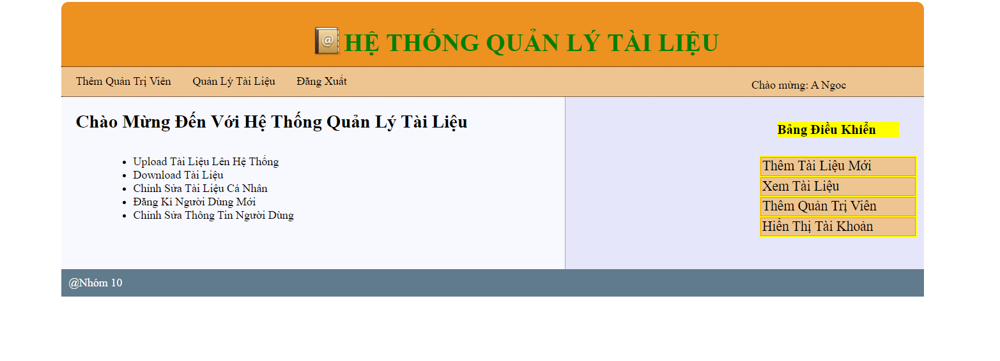 HỆ THỐNG QUẢN LÝ TÀI LIỆU
Thêm Quản Trị Viên Quản Lý Tài Liệu Đăng Xuất Chào mừng: A Ngoc
Chào Mừng Đến Với Hệ Thống Quản Lý Tài Liệu
• Upload Tài Liệu Lên Hệ Thống
• Download Tài Liệu
• Chỉnh Sửa Tài Liệu Cá Nhân
• Đăng Kí Người Dùng Mới
• Chỉnh Sửa Thông Tin Người Dùng
Bảng Điều Khiển
Thêm Tài Liệu Mới
Xem Tài Liệu
Thêm Quản Trị Viên
Hiển Thị Tài Khoản
@Nhóm 10